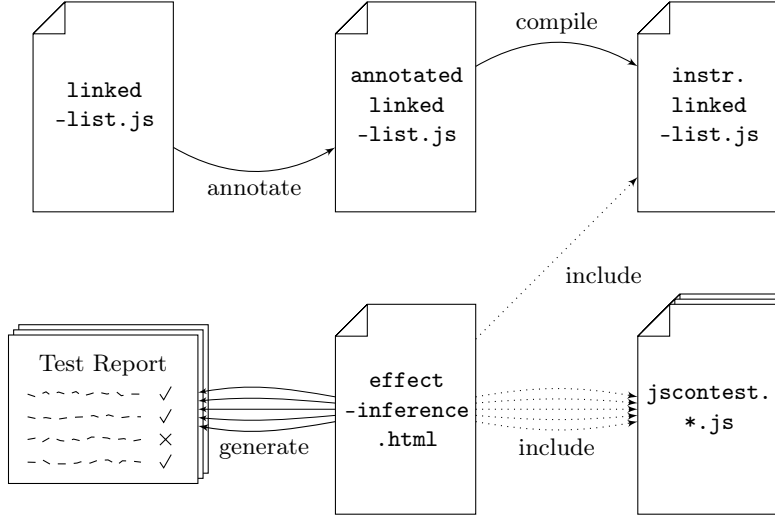 linked
-list.js
annotate
annotated
linked
-list.js
compile
instr.
linked
-list.js
include
Test Report
generate
effect
-inference
.html
include
jscontest.
*.js